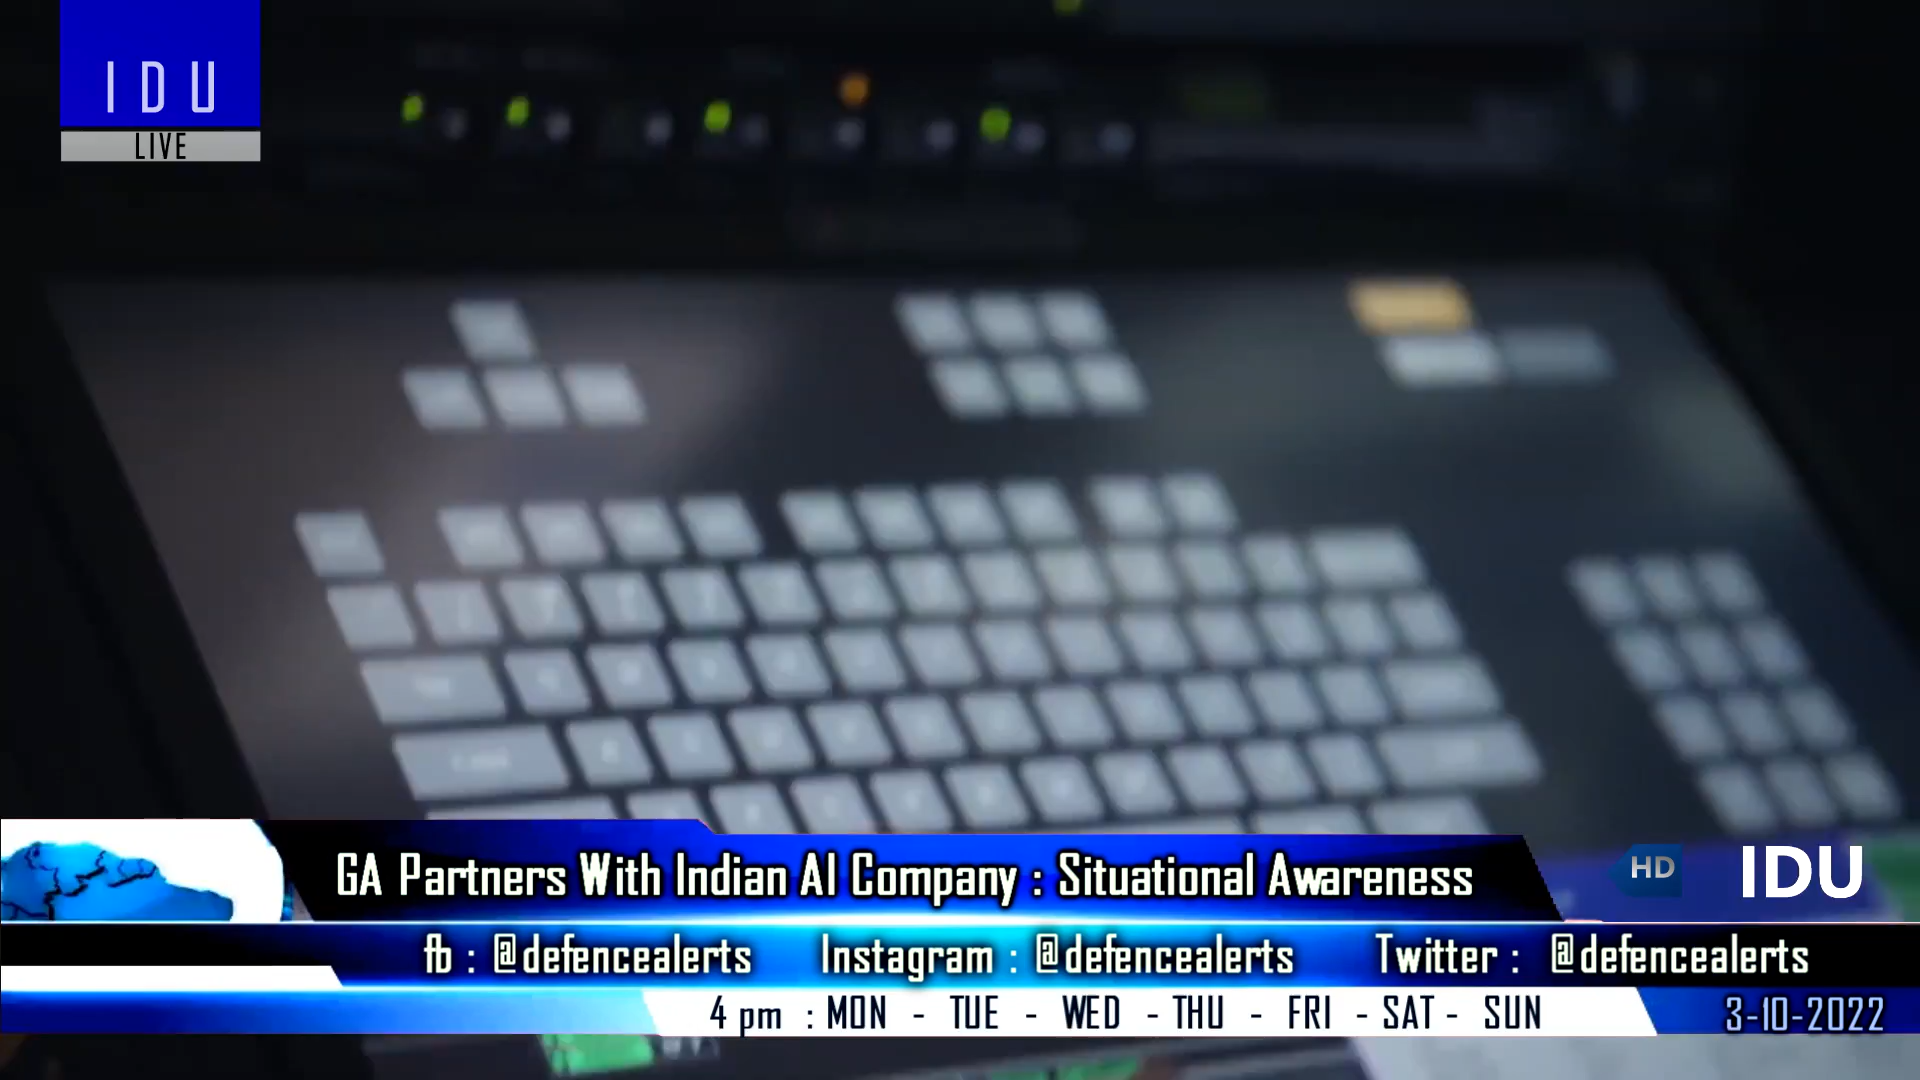 IDU
LIVE
GA Partners With Indian AI Company : Situational Awareness
HD IDU
fb : @defencealerts Instagram : @defencealerts Twitter : @defencealerts
4 pm : MON - TUE - WED - THU - FRI - SAT - SUN
3-10-2022